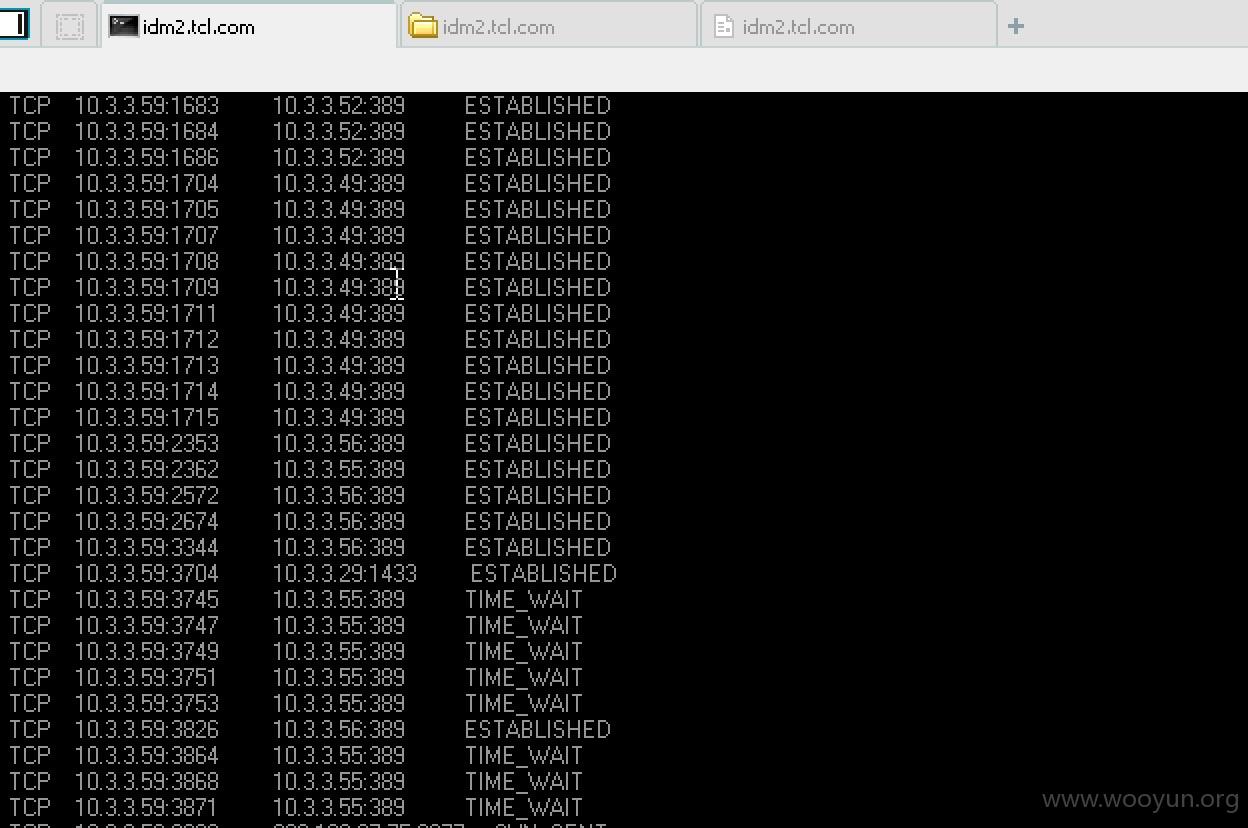 idm2.tcl.com idm2.tcl.com idm2.tcl.com +
TCP 10.3.3.59:1683 10.3.3.52:389 ESTABLISHED
TCP 10.3.3.59:1684 10.3.3.52:389 ESTABLISHED
TCP 10.3.3.59:1686 10.3.3.52:389 ESTABLISHED
TCP 10.3.3.59:1704 10.3.3.49:389 ESTABLISHED
TCP 10.3.3.59:1705 10.3.3.49:389 ESTABLISHED
TCP 10.3.3.59:1707 10.3.3.49:389 ESTABLISHED
TCP 10.3.3.59:1708 10.3.3.49:389 ESTABLISHED
TCP 10.3.3.59:1709 10.3.3.49:389 ESTABLISHED
TCP 10.3.3.59:1711 10.3.3.49:389 ESTABLISHED
TCP 10.3.3.59:1712 10.3.3.49:389 ESTABLISHED
TCP 10.3.3.59:1713 10.3.3.49:389 ESTABLISHED
TCP 10.3.3.59:1714 10.3.3.49:389 ESTABLISHED
TCP 10.3.3.59:1715 10.3.3.49:389 ESTABLISHED
TCP 10.3.3.59:2353 10.3.3.56:389 ESTABLISHED
TCP 10.3.3.59:2362 10.3.3.55:389 ESTABLISHED
TCP 10.3.3.59:2572 10.3.3.56:389 ESTABLISHED
TCP 10.3.3.59:2674 10.3.3.56:389 ESTABLISHED
TCP 10.3.3.59:3344 10.3.3.56:389 ESTABLISHED
TCP 10.3.3.59:3704 10.3.3.29:1433 ESTABLISHED
TCP 10.3.3.59:3745 10.3.3.55:389 TIME_WAIT
TCP 10.3.3.59:3747 10.3.3.55:389 TIME_WAIT
TCP 10.3.3.59:3749 10.3.3.55:389 TIME_WAIT
TCP 10.3.3.59:3751 10.3.3.55:389 TIME_WAIT
TCP 10.3.3.59:3753 10.3.3.55:389 TIME_WAIT
TCP 10.3.3.59:3826 10.3.3.56:389 ESTABLISHED
TCP 10.3.3.59:3864 10.3.3.55:389 TIME_WAIT
TCP 10.3.3.59:3868 10.3.3.55:389 TIME_WAIT
TCP 10.3.3.59:3871 10.3.3.55:389 TIME_WAIT
www.wooyun.org